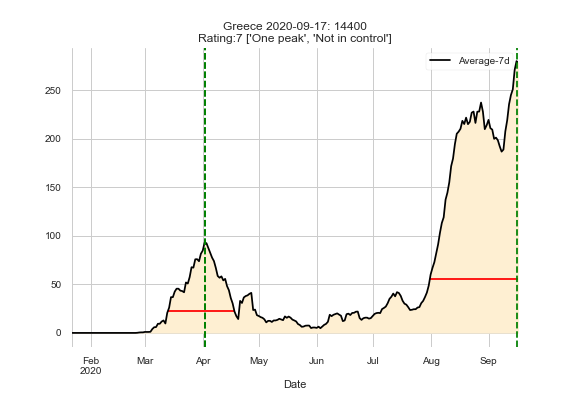 Greece 2020-09-17: 14400
Rating:7 ['One peak', 'Not in control']
Average-7d
250
200
150
100
50
0
Feb Mar Apr May Jun Jul Aug Sep
2020
Date